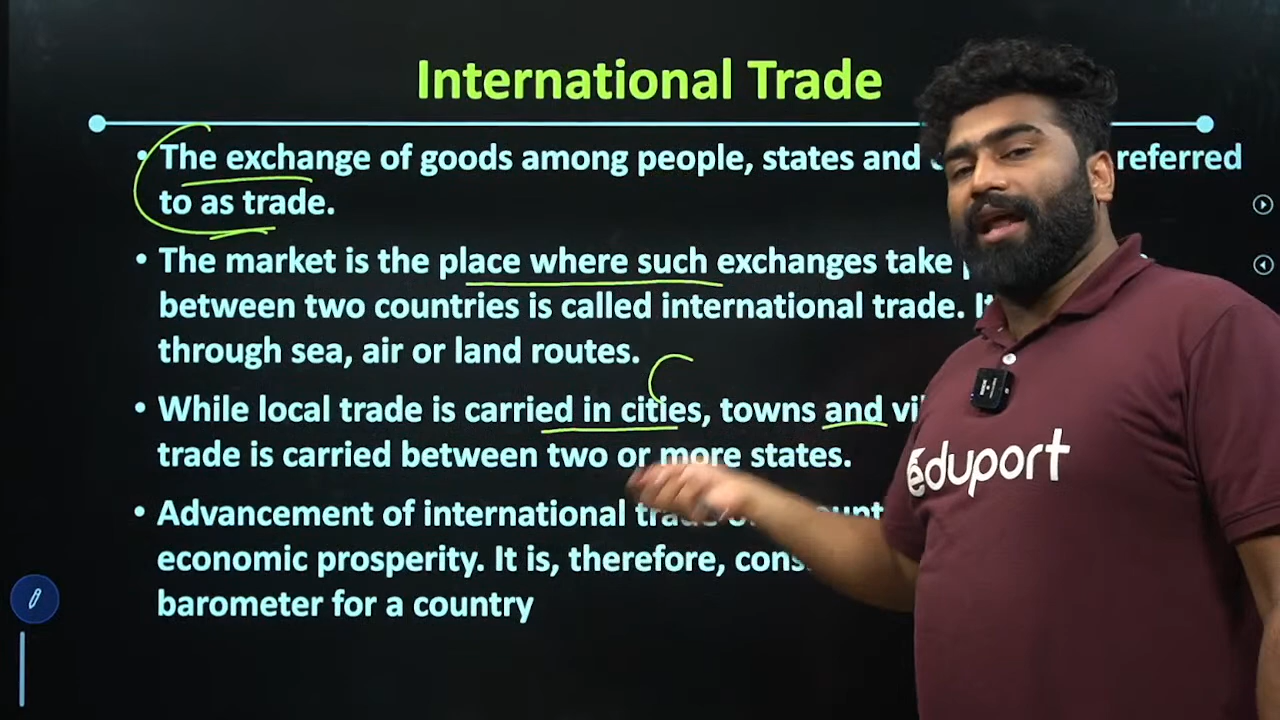 International Trade
• The exchange of goods among people, states and referred
to as trade.
• The market is the place where such exchanges take
between two countries is called international trade.
through sea, air or land routes.
• While local trade is carried in cities, towns and
trade is carried between two or more states.
• Advancement of international
economic prosperity. It is, therefore,
barometer for a country
eduport